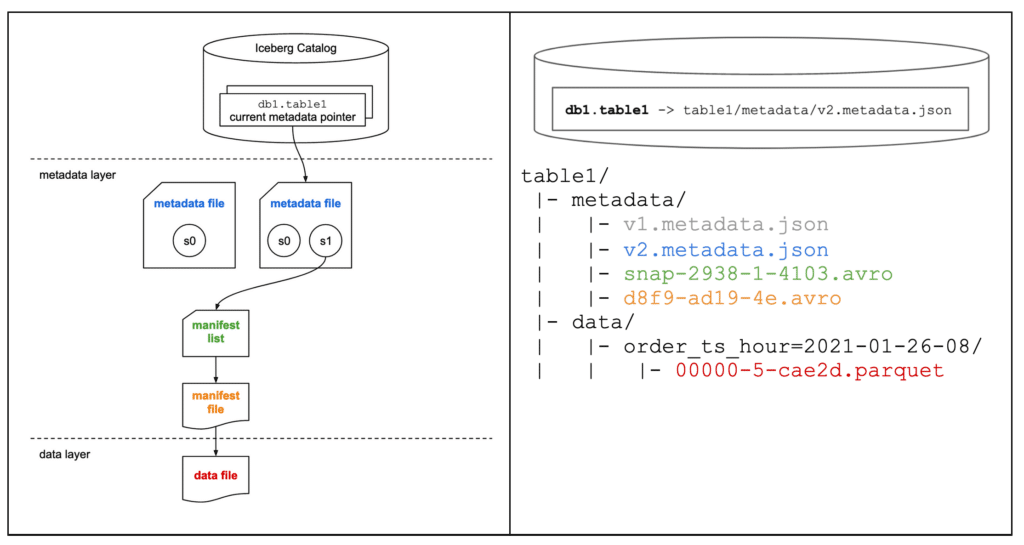 Iceberg Catalog
db1.table1
current metadata pointer
metadata layer
metadata file
s0
metadata file
s0
s1
manifest
list
manifest
file
data layer
data file
db1.table1 -> table1/metadata/v2.metadata.json
table1/
|- metadata/
| |- v1.metadata.json
| |- v2.metadata.json
| |- snap-2938-1-4103.avro
| |- d8f9-ad19-4e.avro
|- data/
| |- order_ts_hour=2021-01-26-08/
| | |- 00000-5-cae2d.parquet